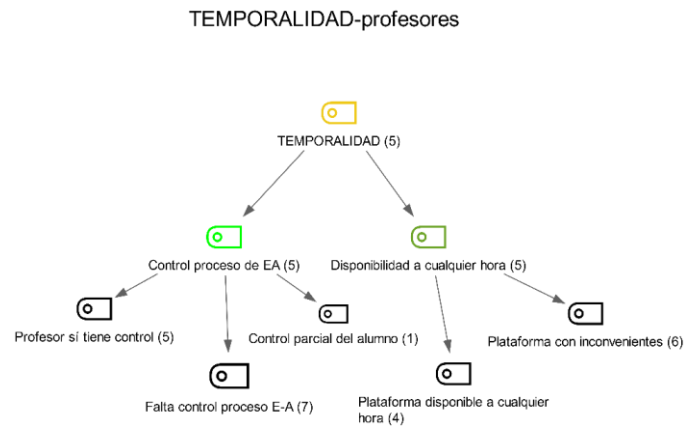 TEMPORALIDAD-profesores
TEMPORALIDAD (5)
Control proceso de EA (5)
Disponibilidad a cualquier hora (5)
Profesor sí tiene control (5)
Control parcial del alumno (1)
Plataforma con inconvenientes (6)
Falta control proceso E-A (7)
Plataforma disponible a cualquier
hora (4)